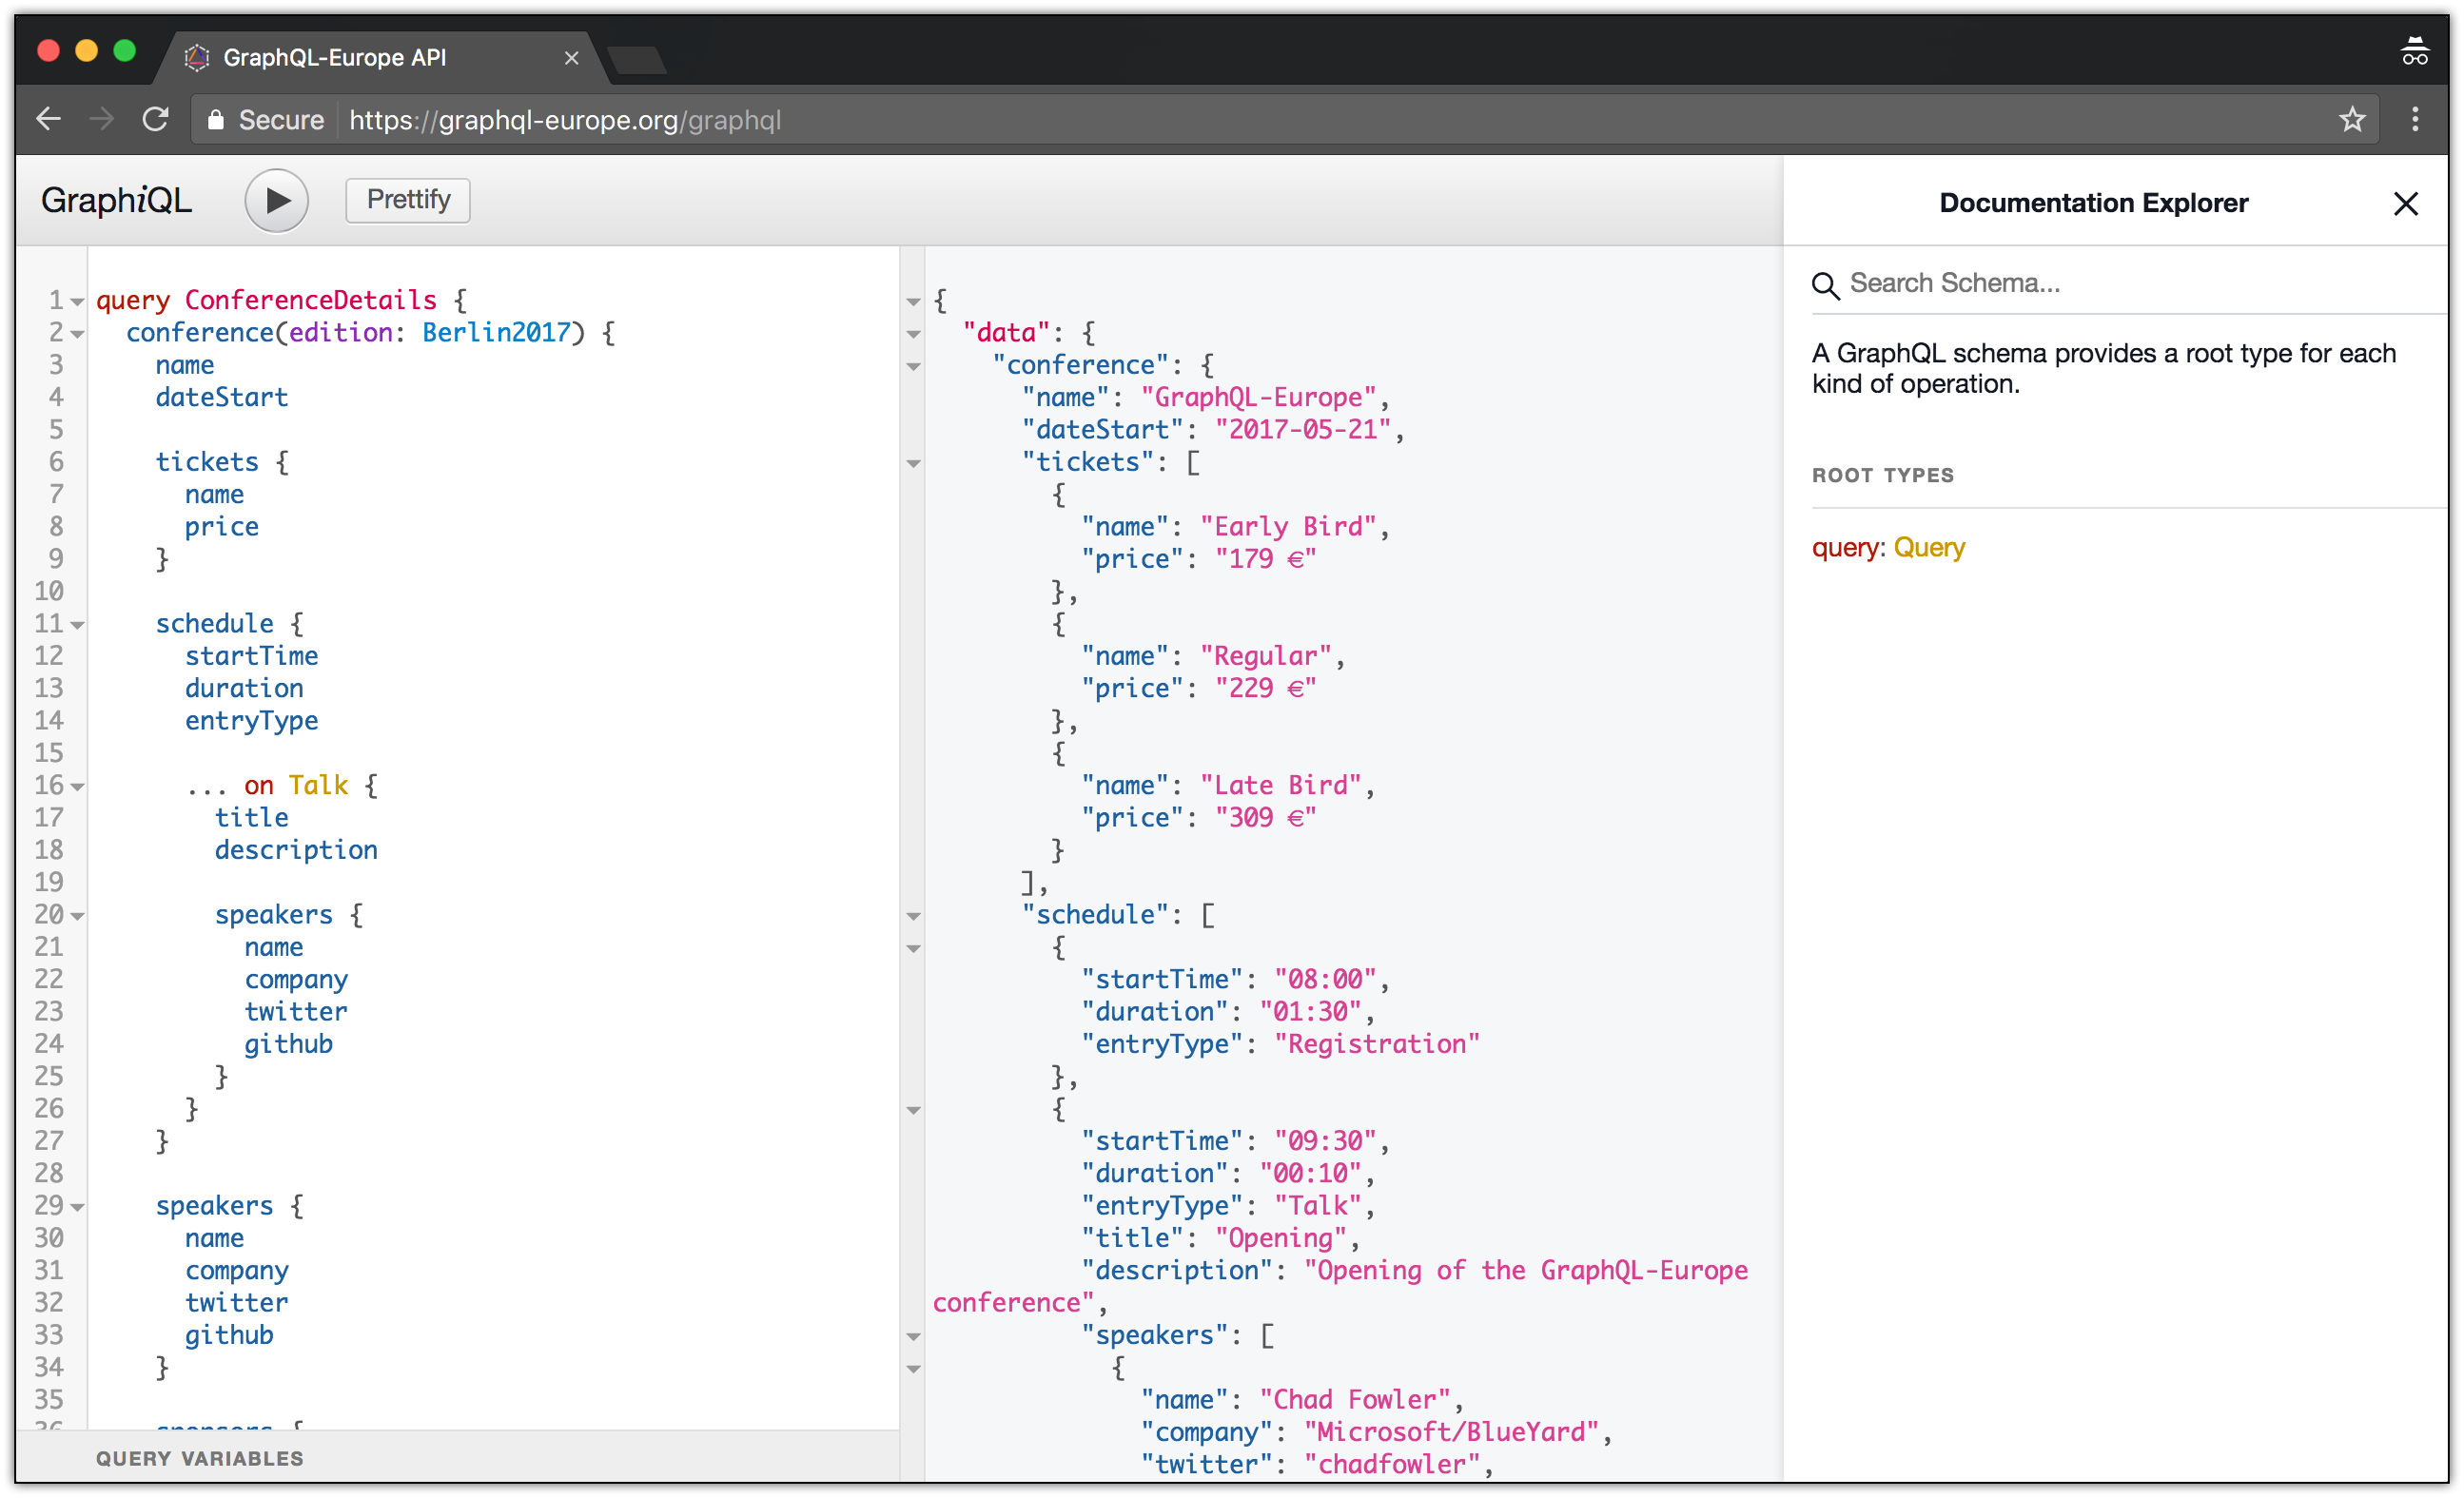 GraphQL-Europe API
Secure https://graphql-europe.org/graphql
GraphiQL
Prettify
1 query ConferenceDetails {
2 conference(edition: Berlin2017) {
3 name
4 dateStart
5
6 tickets {
7 name
8 price
9 }
10
11 schedule {
12 startTime
13 duration
14 entryType
15
16 ... on Talk {
17 title
18 description
19
20 speakers {
21 name
22 company
23 twitter
24 github
25 }
26 }
27 }
28
29 speakers {
30 name
31 company
32 twitter
33 github
34 }
35
36 sponsors {
QUERY VARIABLES
{
"data": {
"conference": {
"name": "GraphQL-Europe",
"dateStart": "2017-05-21",
"tickets": [
{
"name": "Early Bird",
"price": "179 €"
},
{
"name": "Regular",
"price": "229 €"
},
{
"name": "Late Bird",
"price": "309 €"
}
],
"schedule": [
{
"startTime": "08:00",
"duration": "01:30",
"entryType": "Registration"
},
{
"startTime": "09:30",
"duration": "00:10",
"entryType": "Talk",
"title": "Opening",
"description": "Opening of the GraphQL-Europe
conference",
"speakers": [
{
"name": "Chad Fowler",
"company": "Microsoft/BlueYard",
"twitter": "chadfowler",
Documentation Explorer
Search Schema...
A GraphQL schema provides a root type for each
kind of operation.
ROOT TYPES
query: Query